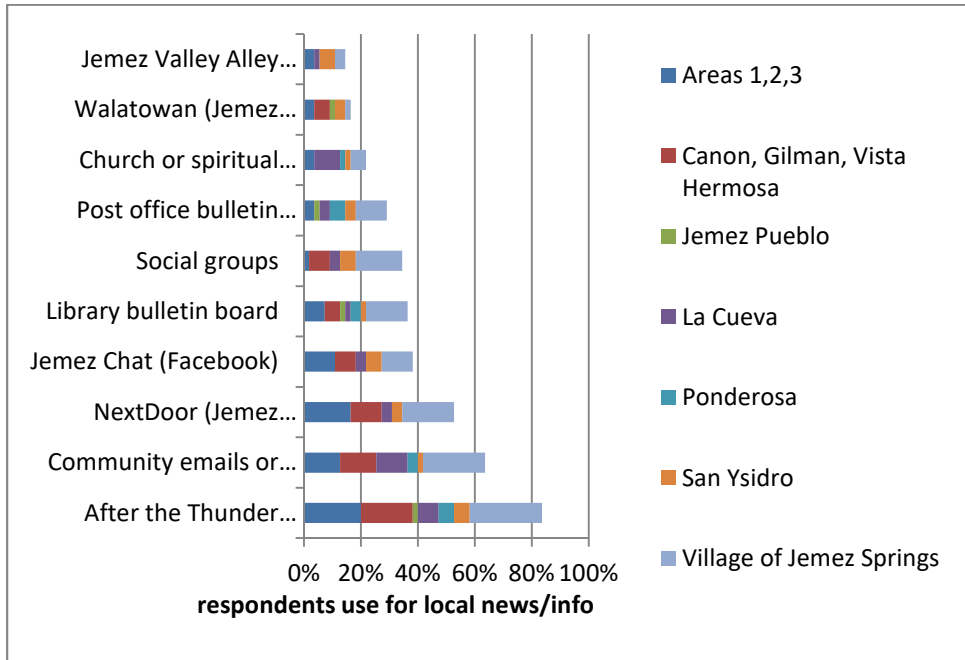 Jemez Valley Alley...
Walatowan (Jemez...
Church or spiritual...
Post office bulletin...
Social groups
Library bulletin board
Jemez Chat (Facebook)
NextDoor (Jemez...
Community emails or...
After the Thunder...
0% 20% 40% 60% 80% 100%
respondents use for local news/info
Areas 1,2,3
Canon, Gilman, Vista
Hermosa
Jemez Pueblo
La Cueva
Ponderosa
San Ysidro
Village of Jemez Springs